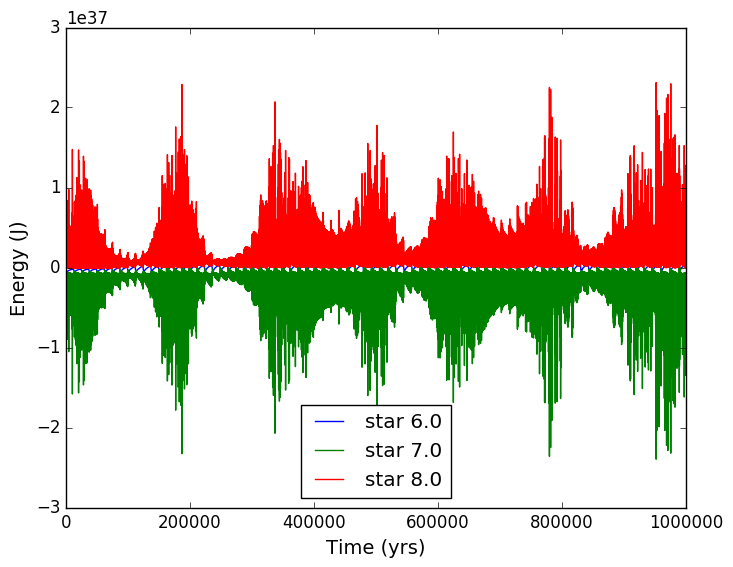 1e37
3
2
1
0
−1
−2
−3
Energy (J)
star 6.0
star 7.0
star 8.0
0 200000 400000 600000 800000 1000000
Time (yrs)